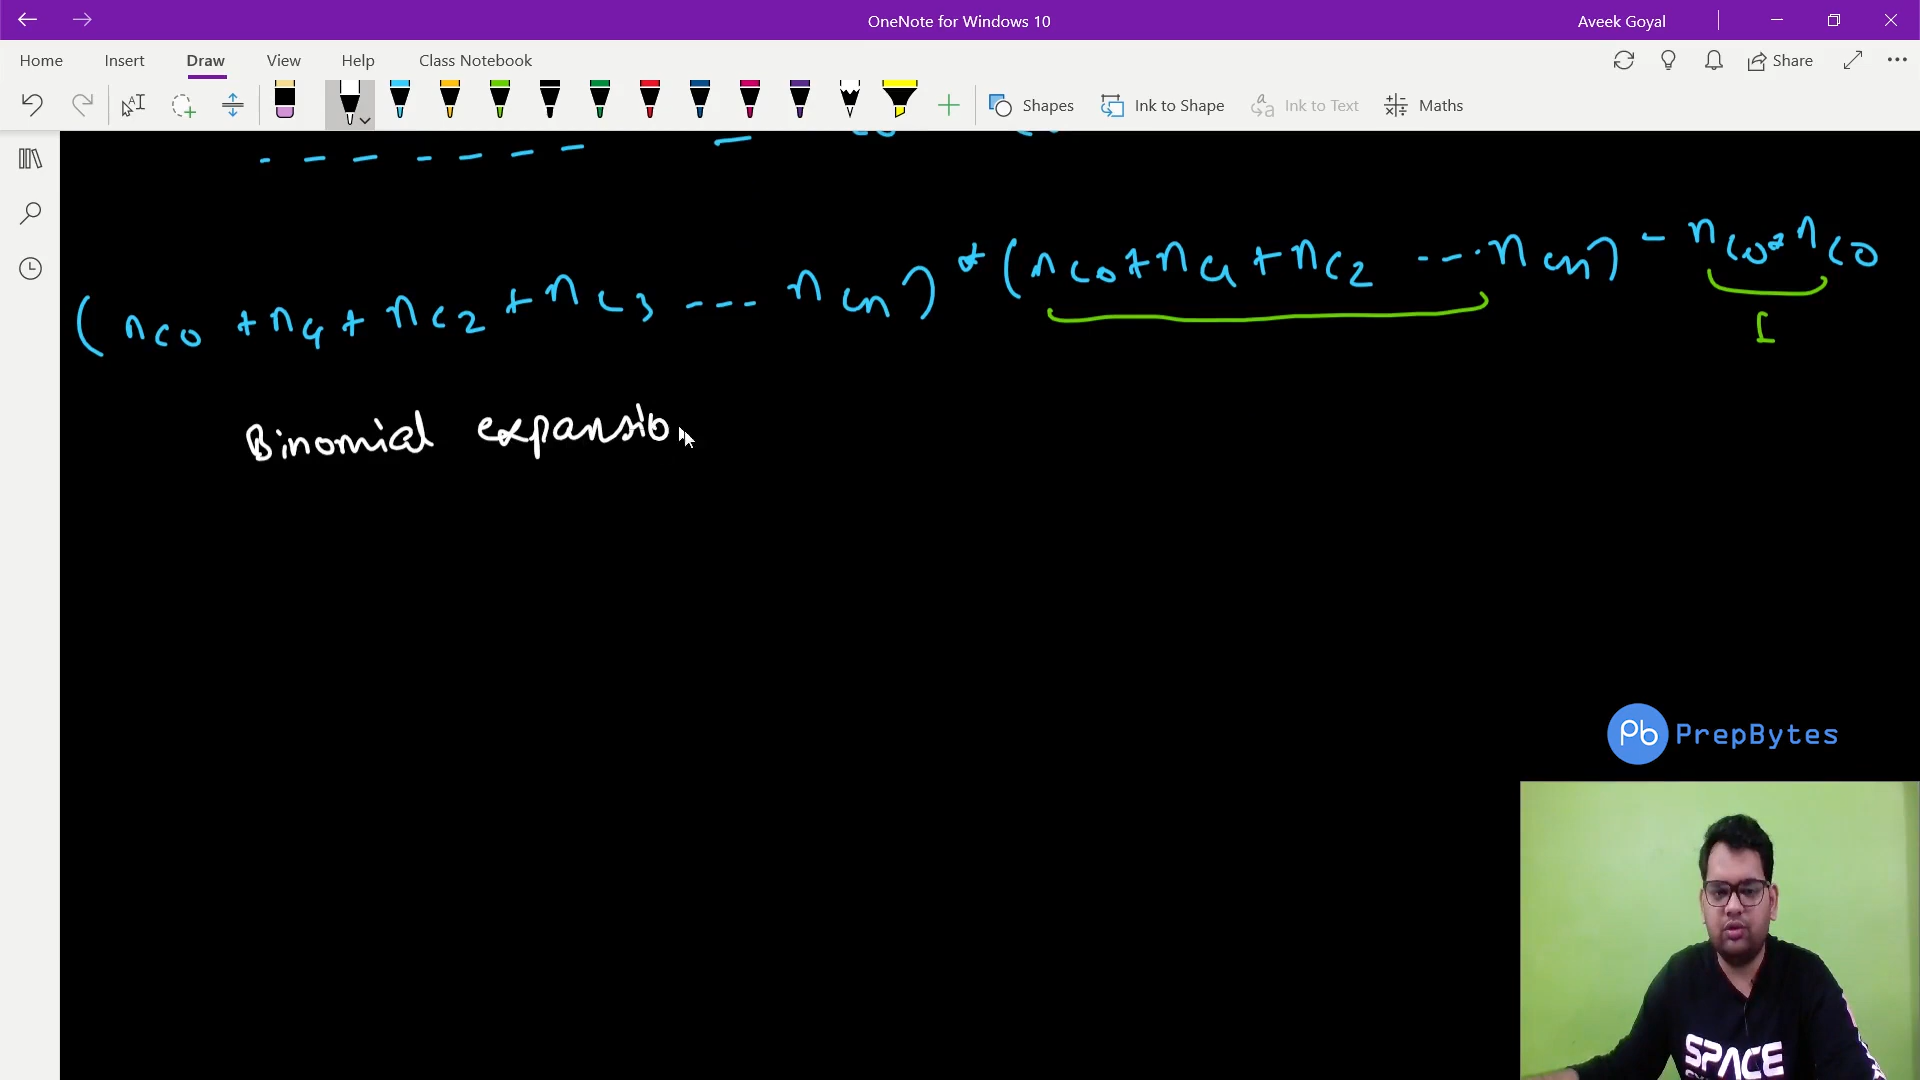 OneNote for Windows 10
Aveek Goyal
Home Insert Draw View Help Class Notebook
Share
Shapes Ink to Shape Ink to Text Maths
(nC0 + nC1 + nC2 + nC3 ---- nCn) * (nC0 + nC1 + nC2 ---- nCn) - nC0 * nC0
1
Binomial expansio
Pb PrepBytes
SPACE